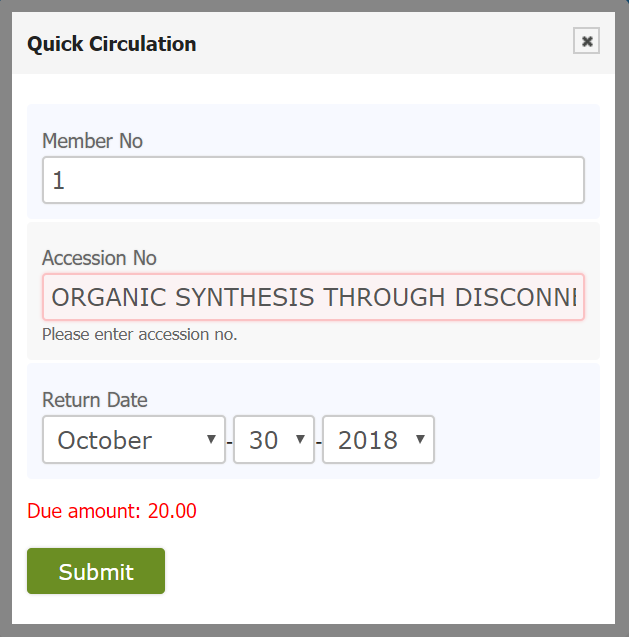 Quick Circulation
Member No
1
Accession No
ORGANIC SYNTHESIS THROUGH
Please enter accession no.
Return Date
October - 30 - 2018
Due amount: 20.00
Submit